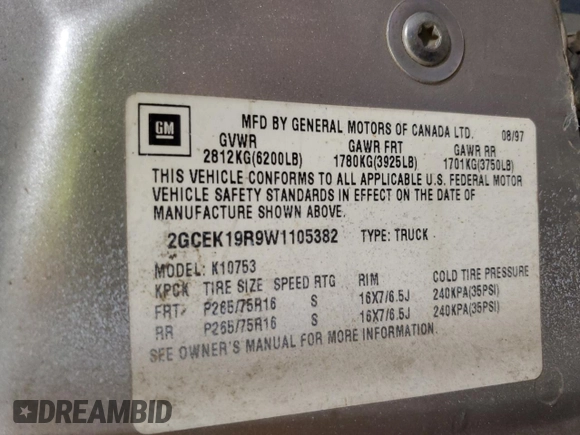 GM
MFD BY GENERAL MOTORS OF CANADA LTD. 08/97
GVWR GAWR FRT GAWR RR
2812KG(6200LB) 1780KG(3925LB) 1701KG(3750LB)
THIS VEHICLE CONFORMS TO ALL APPLICABLE U.S. FEDERAL MOTOR
VEHICLE SAFETY STANDARDS IN EFFECT ON THE DATE OF
MANUFACTURE SHOWN ABOVE.
2GCEK19R9W1105382 TYPE: TRUCK
MODEL: K10753
KPCK TIRE SIZE SPEED RTG RIM COLD TIRE PRESSURE
FRT P265/75R16 S 16X7/6.5J 240KPA(35PSI)
RR P265/75R16 S 16X7/6.5J 240KPA(35PSI)
SEE OWNER'S MANUAL FOR MORE INFORMATION.
DREAMBID